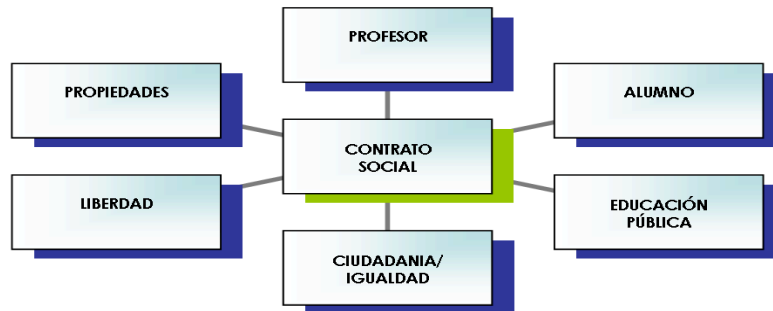 PROFESOR
PROPIEDADES
ALUMNO
CONTRATO
SOCIAL
LIBERDAD
EDUCACIÓN
PÚBLICA
CIUDADANIA/
IGUALDAD